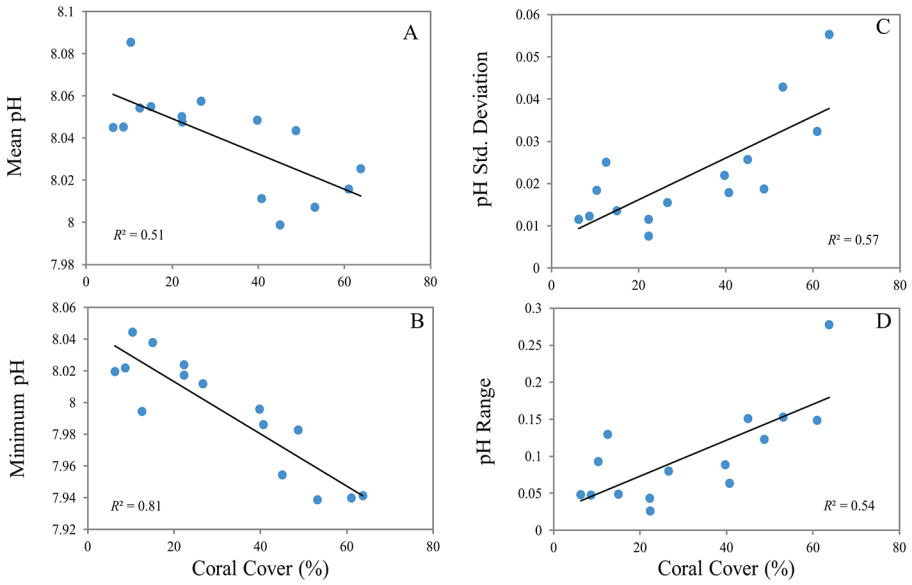 A
Mean pH
8.1
8.08
8.06
8.04
8.02
8
7.98
R² = 0.51
0 20 40 60 80
C
pH Std. Deviation
0.06
0.05
0.04
0.03
0.02
0.01
0
R² = 0.57
0 20 40 60 80
B
Minimum pH
8.06
8.04
8.02
8
7.98
7.96
7.94
7.92
R² = 0.81
0 20 40 60 80
Coral Cover (%)
D
pH Range
0.3
0.25
0.2
0.15
0.1
0.05
0
R² = 0.54
0 20 40 60 80
Coral Cover (%)